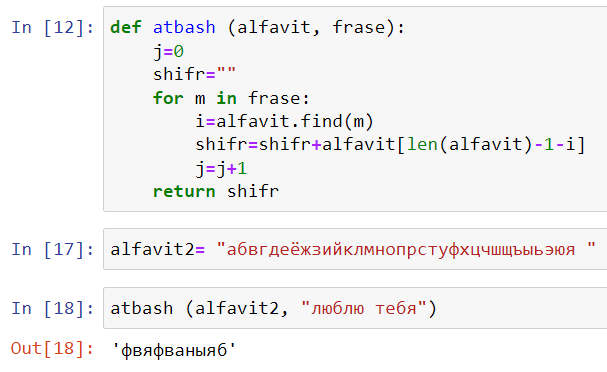 In [12]: def atbash (alfavit, frase):
    j=0
    shifr=""
    for m in frase:
        i=alfavit.find(m)
        shifr=shifr+alfavit[len(alfavit)-1-i]
        j=j+1
    return shifr
In [17]: alfavit2= "абвгдеёжзийклмнопрстуфхцчшщъыьэюя "
In [18]: atbash (alfavit2, "люблю тебя")
Out[18]: 'фвяфваныяб'